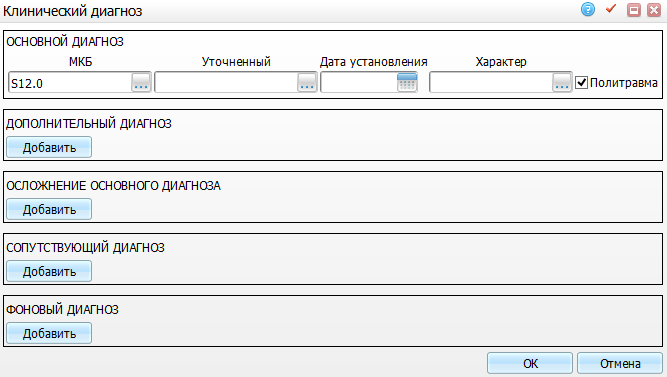 Клинический диагноз
ОСНОВНОЙ ДИАГНОЗ
МКБ Уточненный Дата установления Характер
S12.0 ... ... ... Политравма
ДОПОЛНИТЕЛЬНЫЙ ДИАГНОЗ
Добавить
ОСЛОЖНЕНИЕ ОСНОВНОГО ДИАГНОЗА
Добавить
СОПУТСТВУЮЩИЙ ДИАГНОЗ
Добавить
ФОНОВЫЙ ДИАГНОЗ
Добавить
ОК Отмена